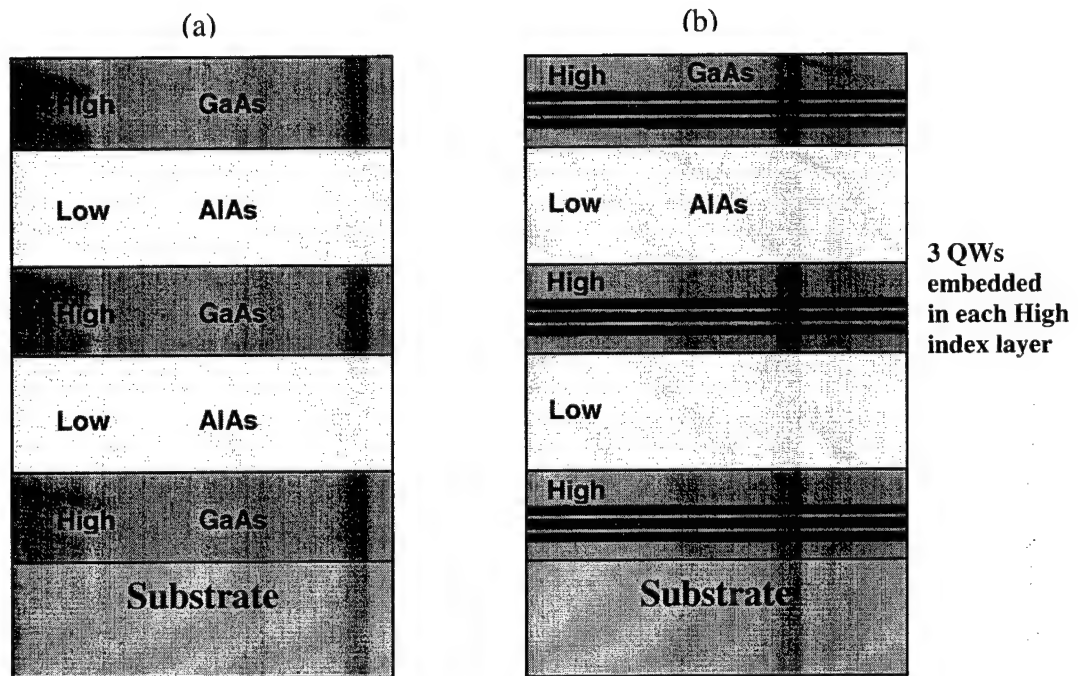 (a)
High GaAs
Low AlAs
High GaAs
Low AlAs
High GaAs
Substrate
(b)
High GaAs
Low AlAs
High
Low
High
Substrate
3 QWs
embedded
in each High
index layer